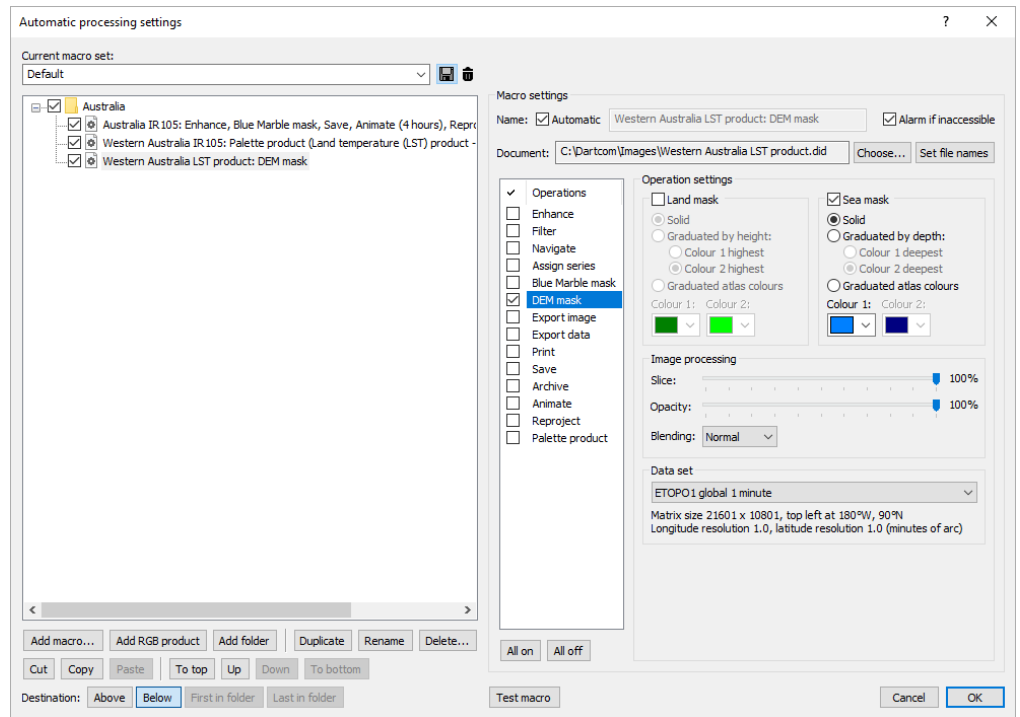 Automatic processing settings
?
Current macro set:
Default
Australia
Australia IR105: Enhance, Blue Marble mask, Save, Animate (4 hours), Repro
Western Australia IR105: Palette product (Land temperature (LST) product -
Western Australia LST product: DEM mask
Add macro... Add RGB product Add folder Duplicate Rename Delete...
Cut Copy Paste To top Up Down To bottom
Destination: Above Below First in folder Last in folder
Macro settings
Name: Automatic Western Australia LST product: DEM mask Alarm if inaccessible
Document: C:\Dartcom\Images\Western Australia LST product.did Choose... Set file names
Operations
Enhance
Filter
Navigate
Assign series
Blue Marble mask
DEM mask
Export image
Export data
Print
Save
Archive
Animate
Reproject
Palette product
All on All off
Operation settings
Land mask
Solid
Graduated by height:
Colour 1 highest
Colour 2 highest
Graduated atlas colours
Colour 1: Colour 2:
Sea mask
Solid
Graduated by depth:
Colour 1 deepest
Colour 2 deepest
Graduated atlas colours
Colour 1: Colour 2:
Image processing
Slice: 100%
Opacity: 100%
Blending: Normal
Data set
ETOPO1 global 1 minute
Matrix size 21601 x 10801, top left at 180°W, 90°N
Longitude resolution 1.0, latitude resolution 1.0 (minutes of arc)
Test macro Cancel OK